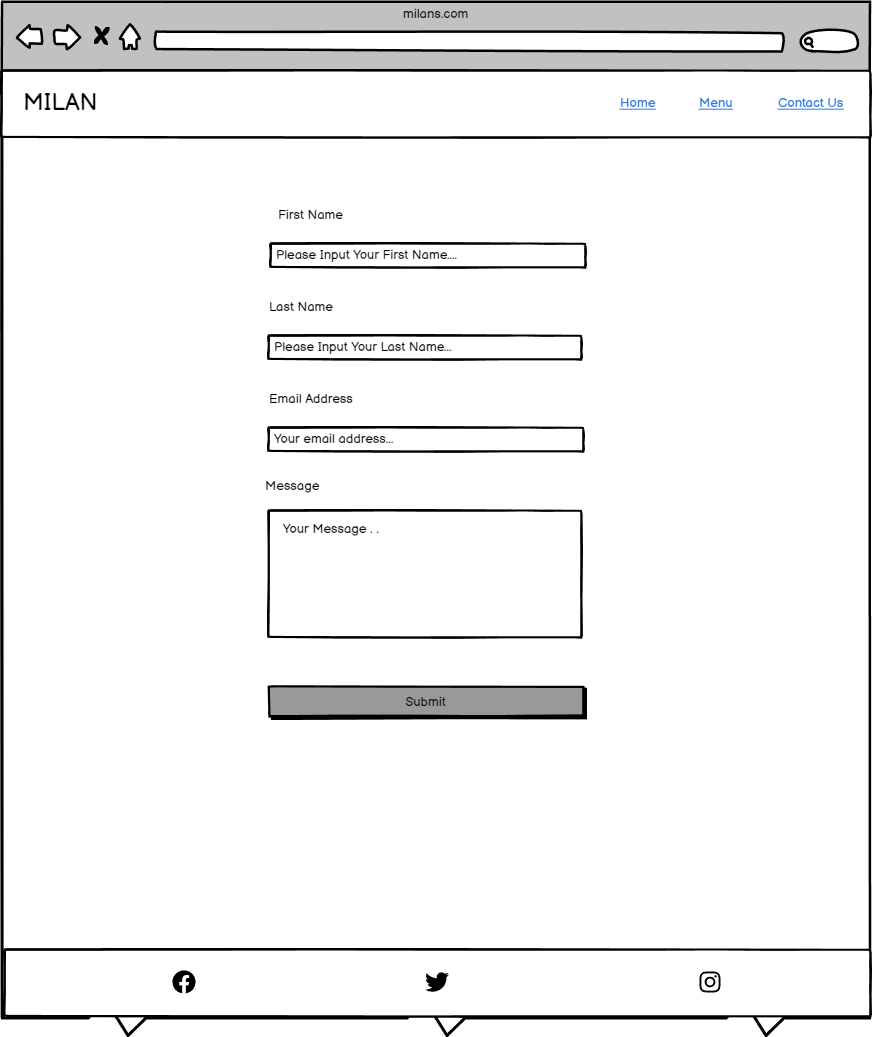 milans.com
MILAN
Home
Menu
Contact Us
First Name
Please Input Your First Name....
Last Name
Please Input Your Last Name...
Email Address
Your email address...
Message
Your Message . .
Submit